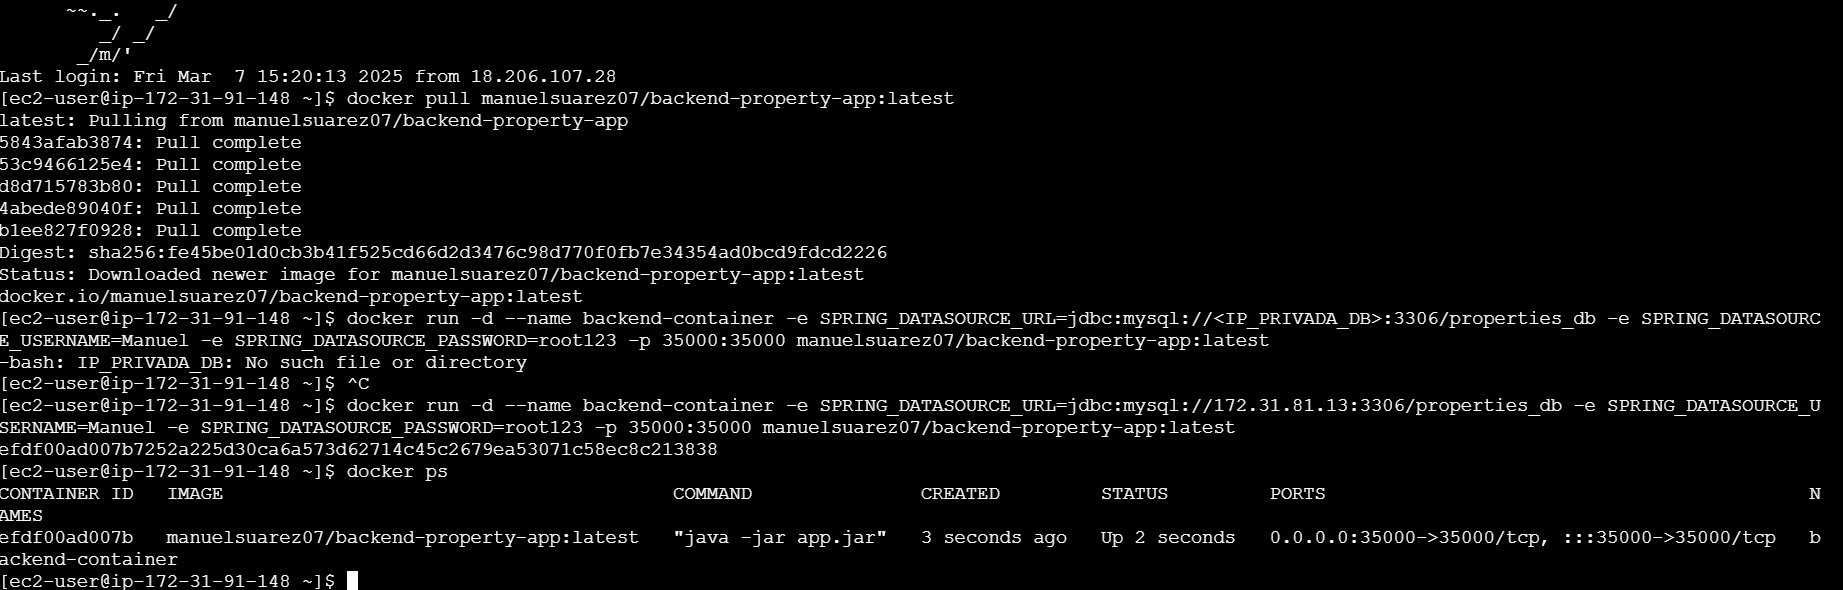 ~~._.   _/
_/ _/
_/m/'
Last login: Fri Mar  7 15:20:13 2025 from 18.206.107.28
[ec2-user@ip-172-31-91-148 ~]$ docker pull manuelsuarez07/backend-property-app:latest
latest: Pulling from manuelsuarez07/backend-property-app
5843afab3874: Pull complete
53c9466125e4: Pull complete
d8d715783b80: Pull complete
4abede89040f: Pull complete
b1ee827f0928: Pull complete
Digest: sha256:fe45be01d0cb3b41f525cd66d2d3476c98d770f0fb7e34354ad0bcd9fdcd2226
Status: Downloaded newer image for manuelsuarez07/backend-property-app:latest
docker.io/manuelsuarez07/backend-property-app:latest
[ec2-user@ip-172-31-91-148 ~]$ docker run -d --name backend-container -e SPRING_DATASOURCE_URL=jdbc:mysql://<IP_PRIVADA_DB>:3306/properties_db -e SPRING_DATASOURC
E_USERNAME=Manuel -e SPRING_DATASOURCE_PASSWORD=root123 -p 35000:35000 manuelsuarez07/backend-property-app:latest
-bash: IP_PRIVADA_DB: No such file or directory
[ec2-user@ip-172-31-91-148 ~]$ ^C
[ec2-user@ip-172-31-91-148 ~]$ docker run -d --name backend-container -e SPRING_DATASOURCE_URL=jdbc:mysql://172.31.81.13:3306/properties_db -e SPRING_DATASOURCE_U
SERNAME=Manuel -e SPRING_DATASOURCE_PASSWORD=root123 -p 35000:35000 manuelsuarez07/backend-property-app:latest
efdf00ad007b7252a225d30ca6a573d62714c45c2679ea53071c58ec8c213838
[ec2-user@ip-172-31-91-148 ~]$ docker ps
CONTAINER ID   IMAGE   COMMAND   CREATED   STATUS   PORTS   N
AMES
efdf00ad007b   manuelsuarez07/backend-property-app:latest   "java -jar app.jar"   3 seconds ago   Up 2 seconds   0.0.0.0:35000->35000/tcp, :::35000->35000/tcp   b
ackend-container
[ec2-user@ip-172-31-91-148 ~]$